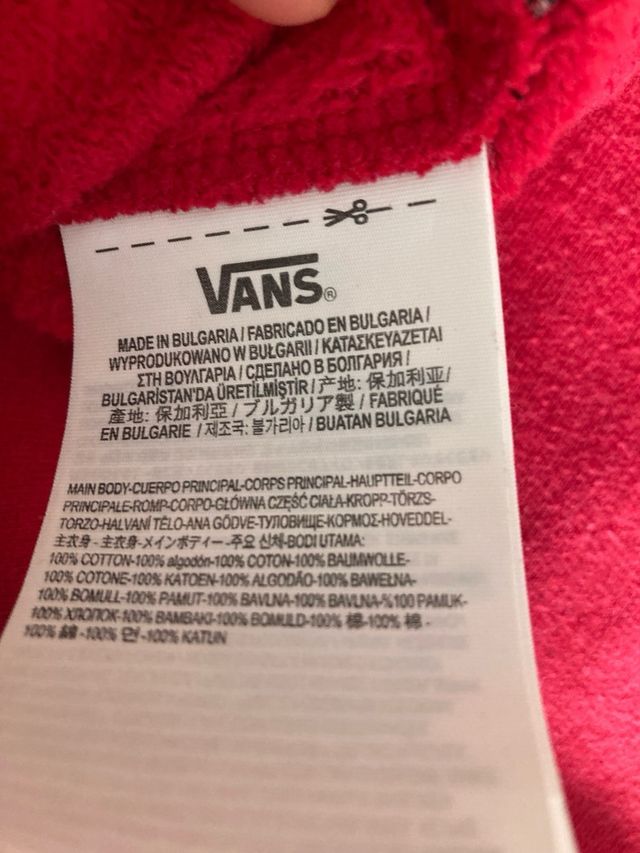 VANS®
MADE IN BULGARIA / FABRICADO EN BULGARIA /
WYPRODUKOWANO W BUŁGARII / ΚΑΤΑΣΚΕΥΑΖΕΤΑΙ
ΣΤΗ ΒΟΥΛΓΑΡΙΑ / СДЕЛАНО В БОЛГАРИЯ /
BULGARİSTAN'DA ÜRETİLMİŞTİR / 产地: 保加利亚/
產地: 保加利亞 / ブルガリア製 / FABRIQUÉ
EN BULGARIE / 제조국: 불가리아 / BUATAN BULGARIA
MAIN BODY-CUERPO PRINCIPAL-CORPS PRINCIPAL-HAUPTTEIL-CORPO
PRINCIPALE-ROMP-CORPO-GŁÓWNA CZĘŚĆ CIAŁA-KROPP-TÖRZS-
TORZO-HALVANÍ TĚLO-ANA GÖDVE-ТУЛОВИЩЕ-ΚΟΡΜΟΣ-HOVEDDEL-
主衣身 - 主衣身-メインボディー-주요 신체-BODI UTAMA:
100% COTTON-100% algodón-100% COTON-100% BAUMWOLLE-
100% COTONE-100% KATOEN-100% ALGODÃO-100% BAWEŁNA-
100% BOMULL-100% PAMUT-100% BAVLNA-100% BAVLNA-%100 PAMUK-
100% ХЛОПОК-100% ΒΑΜΒΑΚΙ-100% BOMULD-100% 棉-100% 棉 -
100% 綿 -100% 면 -100% KATUN